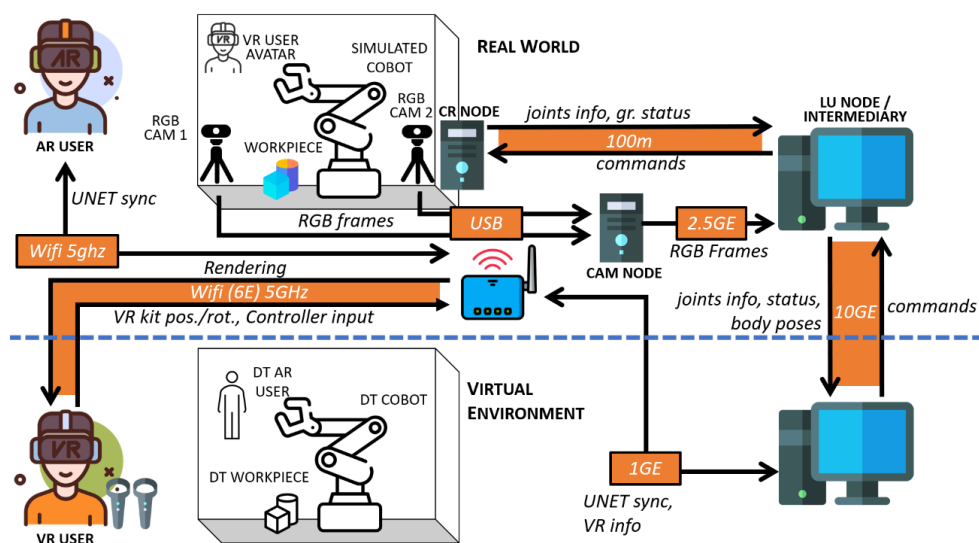 AR
AR USER
VR
VR USER
AVATAR
SIMULATED
COBOT
REAL WORLD
RGB
CAM 1
RGB
CAM 2
WORKPIECE
CR NODE
joints info, gr. status
100m
commands
LU NODE /
INTERMEDIARY
UNET sync
RGB frames
USB
CAM NODE
2.5GE
RGB Frames
Wifi 5ghz
Rendering
Wifi (6E) 5GHz
VR kit pos./rot., Controller input
joints info, status,
body poses
10GE
commands
DT AR
USER
DT COBOT
VIRTUAL
ENVIRONMENT
DT WORKPIECE
1GE
UNET sync,
VR info
VR
VR USER